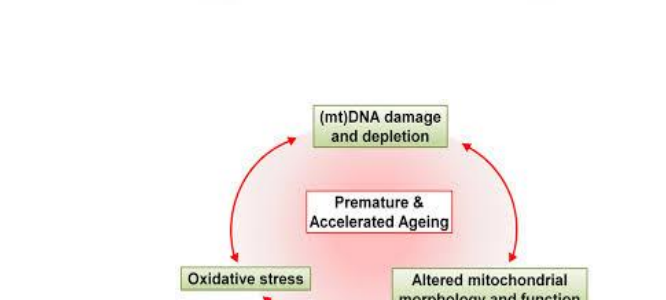 (mt)DNA damage
and depletion
Premature &
Accelerated Ageing
Oxidative stress
Altered mitochondrial
morphology and function